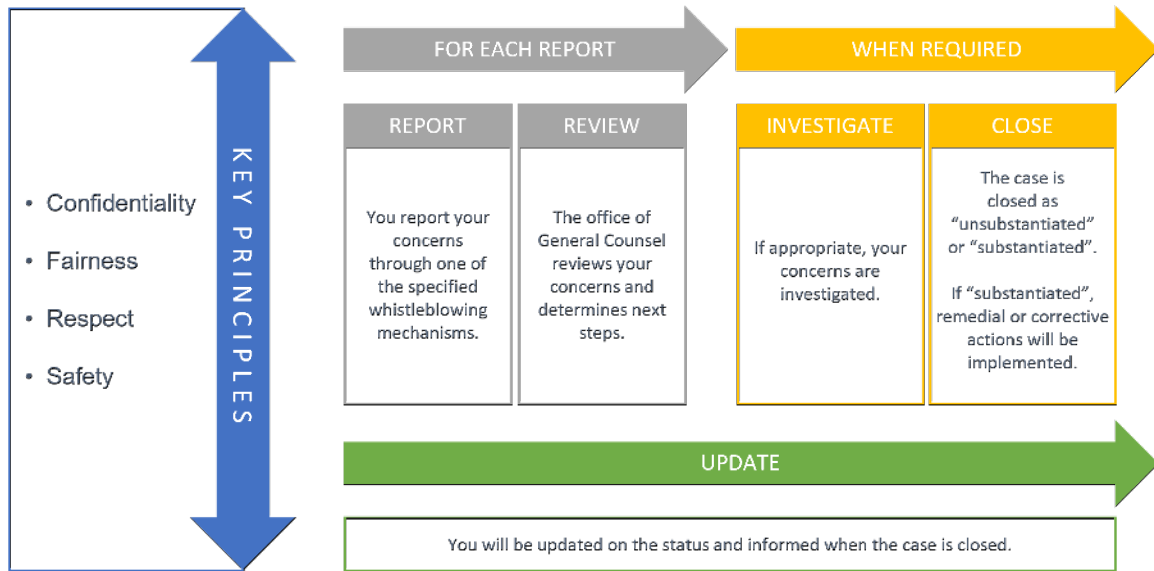 • Confidentiality
• Fairness
• Respect
• Safety
KEY PRINCIPLES
FOR EACH REPORT
REPORT
You report your
concerns
through one of
the specified
whistleblowing
mechanisms.
REVIEW
The office of
General Counsel
reviews your
concerns and
determines next
steps.
WHEN REQUIRED
INVESTIGATE
If appropriate, your
concerns are
investigated.
CLOSE
The case is
closed as
“unsubstantiated”
or “substantiated”.
If “substantiated”,
remedial or corrective
actions will be
implemented.
UPDATE
You will be updated on the status and informed when the case is closed.